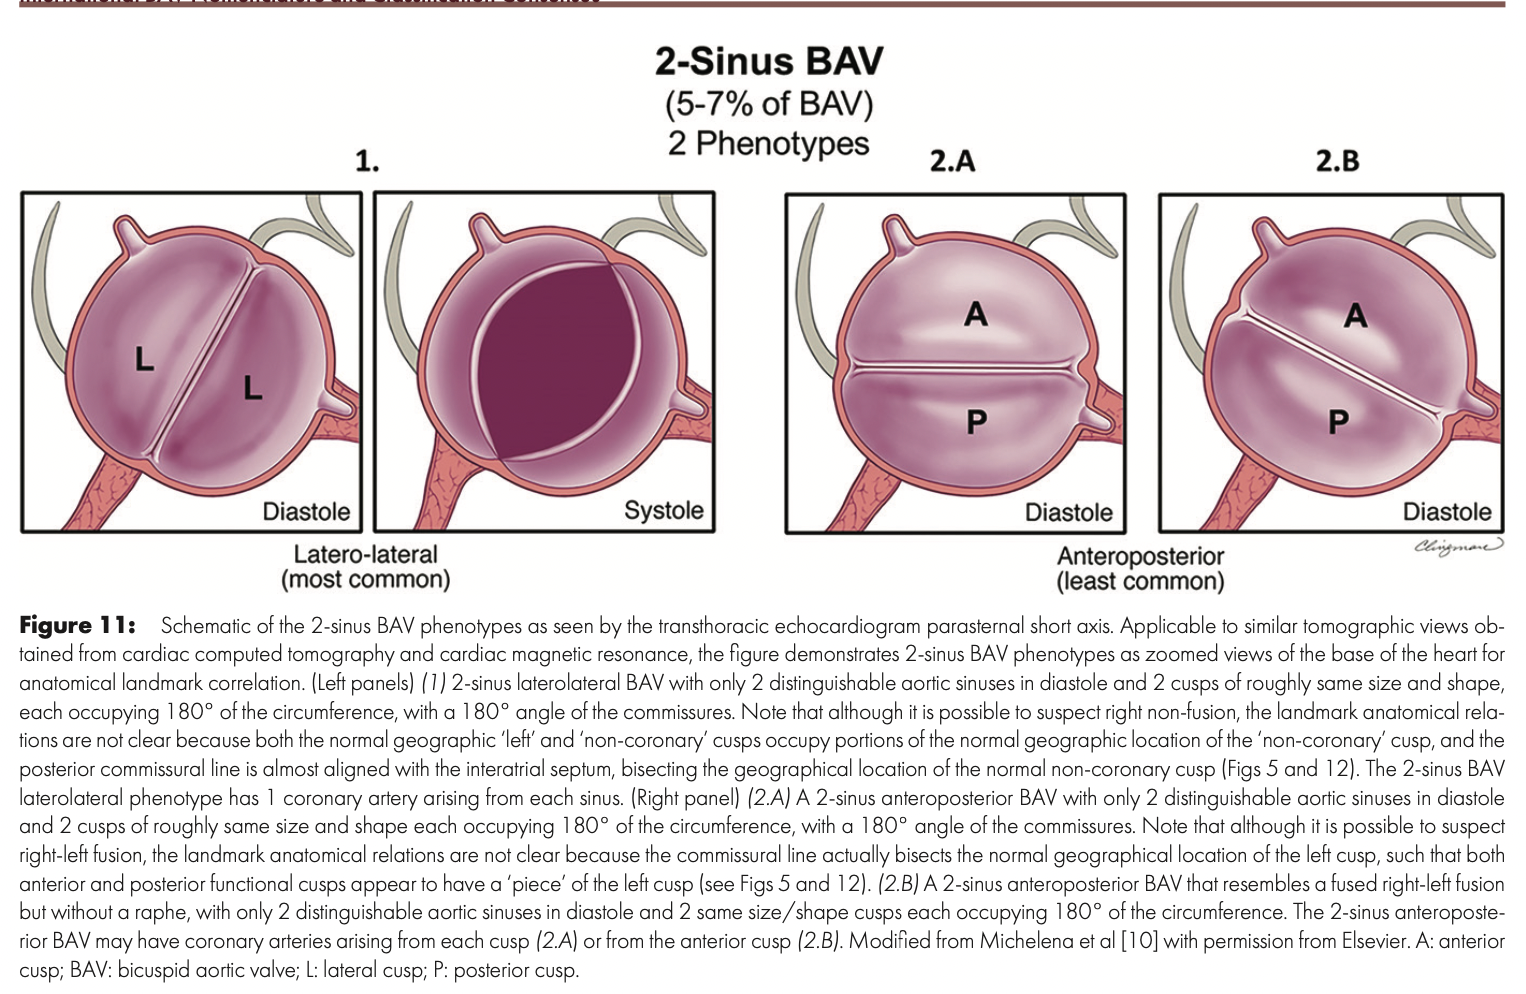 2-Sinus BAV
(5-7% of BAV)
2 Phenotypes
1.
2.A
2.B
L
L
Diastole
Systole
A
P
Diastole
A
P
Diastole
Latero-lateral
(most common)
Anteroposterior
(least common)
Figure 11: Schematic of the 2-sinus BAV phenotypes as seen by the transthoracic echocardiogram parasternal short axis. Applicable to similar tomographic views ob-
tained from cardiac computed tomography and cardiac magnetic resonance, the figure demonstrates 2-sinus BAV phenotypes as zoomed views of the base of the heart for
anatomical landmark correlation. (Left panels) (1) 2-sinus laterolateral BAV with only 2 distinguishable aortic sinuses in diastole and 2 cusps of roughly same size and shape,
each occupying 180° of the circumference, with a 180° angle of the commissures. Note that although it is possible to suspect right non-fusion, the landmark anatomical rela-
tions are not clear because both the normal geographic ‘left’ and ‘non-coronary’ cusps occupy portions of the normal geographic location of the ‘non-coronary’ cusp, and the
posterior commissural line is almost aligned with the interatrial septum, bisecting the geographical location of the normal non-coronary cusp (Figs 5 and 12). The 2-sinus BAV
laterolateral phenotype has 1 coronary artery arising from each sinus. (Right panel) (2.A) A 2-sinus anteroposterior BAV with only 2 distinguishable aortic sinuses in diastole
and 2 cusps of roughly same size and shape each occupying 180° of the circumference, with a 180° angle of the commissures. Note that although it is possible to suspect
right-left fusion, the landmark anatomical relations are not clear because the commissural line actually bisects the normal geographical location of the left cusp, such that both
anterior and posterior functional cusps appear to have a ‘piece’ of the left cusp (see Figs 5 and 12). (2.B) A 2-sinus anteroposterior BAV that resembles a fused right-left fusion
but without a raphe, with only 2 distinguishable aortic sinuses in diastole and 2 same size/shape cusps each occupying 180° of the circumference. The 2-sinus anteroposte-
rior BAV may have coronary arteries arising from each cusp (2.A) or from the anterior cusp (2.B). Modified from Michelena et al [10] with permission from Elsevier. A: anterior
cusp; BAV: bicuspid aortic valve; L: lateral cusp; P: posterior cusp.